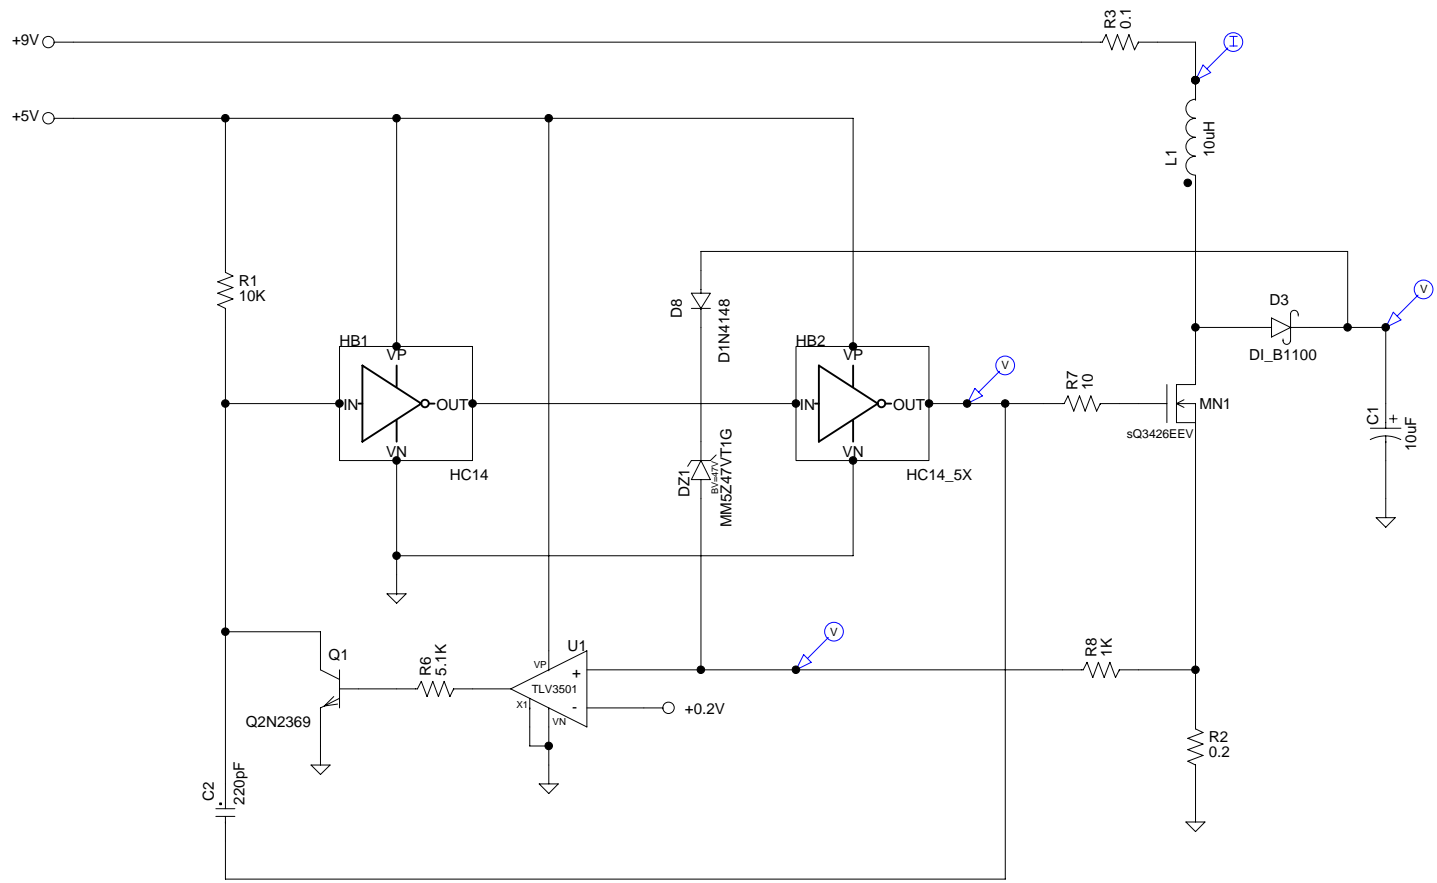 +9V
R3
0.1
I
+5V
L1
10uH
R1
10K
D8
D1N4148
D3
DI_B1100
V
HB1
VP
IN
OUT
VN
HC14
HB2
VP
IN
OUT
VN
HC14_5X
V
R7
10
MN1
sQ3426EEV
C1
+
10uF
DZ1
BV=47V
MM5Z47VT1G
Q1
Q2N2369
R6
5.1K
U1
VP
+
TLV3501
X1
VN
-
+0.2V
V
R8
1K
R2
0.2
C2
220pF